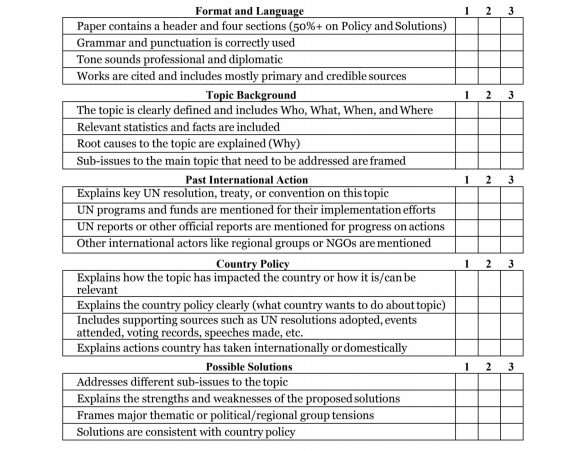 Format and Language 1 2 3
Paper contains a header and four sections (50%+ on Policy and Solutions)
Grammar and punctuation is correctly used
Tone sounds professional and diplomatic
Works are cited and includes mostly primary and credible sources
Topic Background 1 2 3
The topic is clearly defined and includes Who, What, When, and Where
Relevant statistics and facts are included
Root causes to the topic are explained (Why)
Sub-issues to the main topic that need to be addressed are framed
Past International Action 1 2 3
Explains key UN resolution, treaty, or convention on this topic
UN programs and funds are mentioned for their implementation efforts
UN reports or other official reports are mentioned for progress on actions
Other international actors like regional groups or NGOs are mentioned
Country Policy 1 2 3
Explains how the topic has impacted the country or how it is/can be
relevant
Explains the country policy clearly (what country wants to do about topic)
Includes supporting sources such as UN resolutions adopted, events
attended, voting records, speeches made, etc.
Explains actions country has taken internationally or domestically
Possible Solutions 1 2 3
Addresses different sub-issues to the topic
Explains the strengths and weaknesses of the proposed solutions
Frames major thematic or political/regional group tensions
Solutions are consistent with country policy